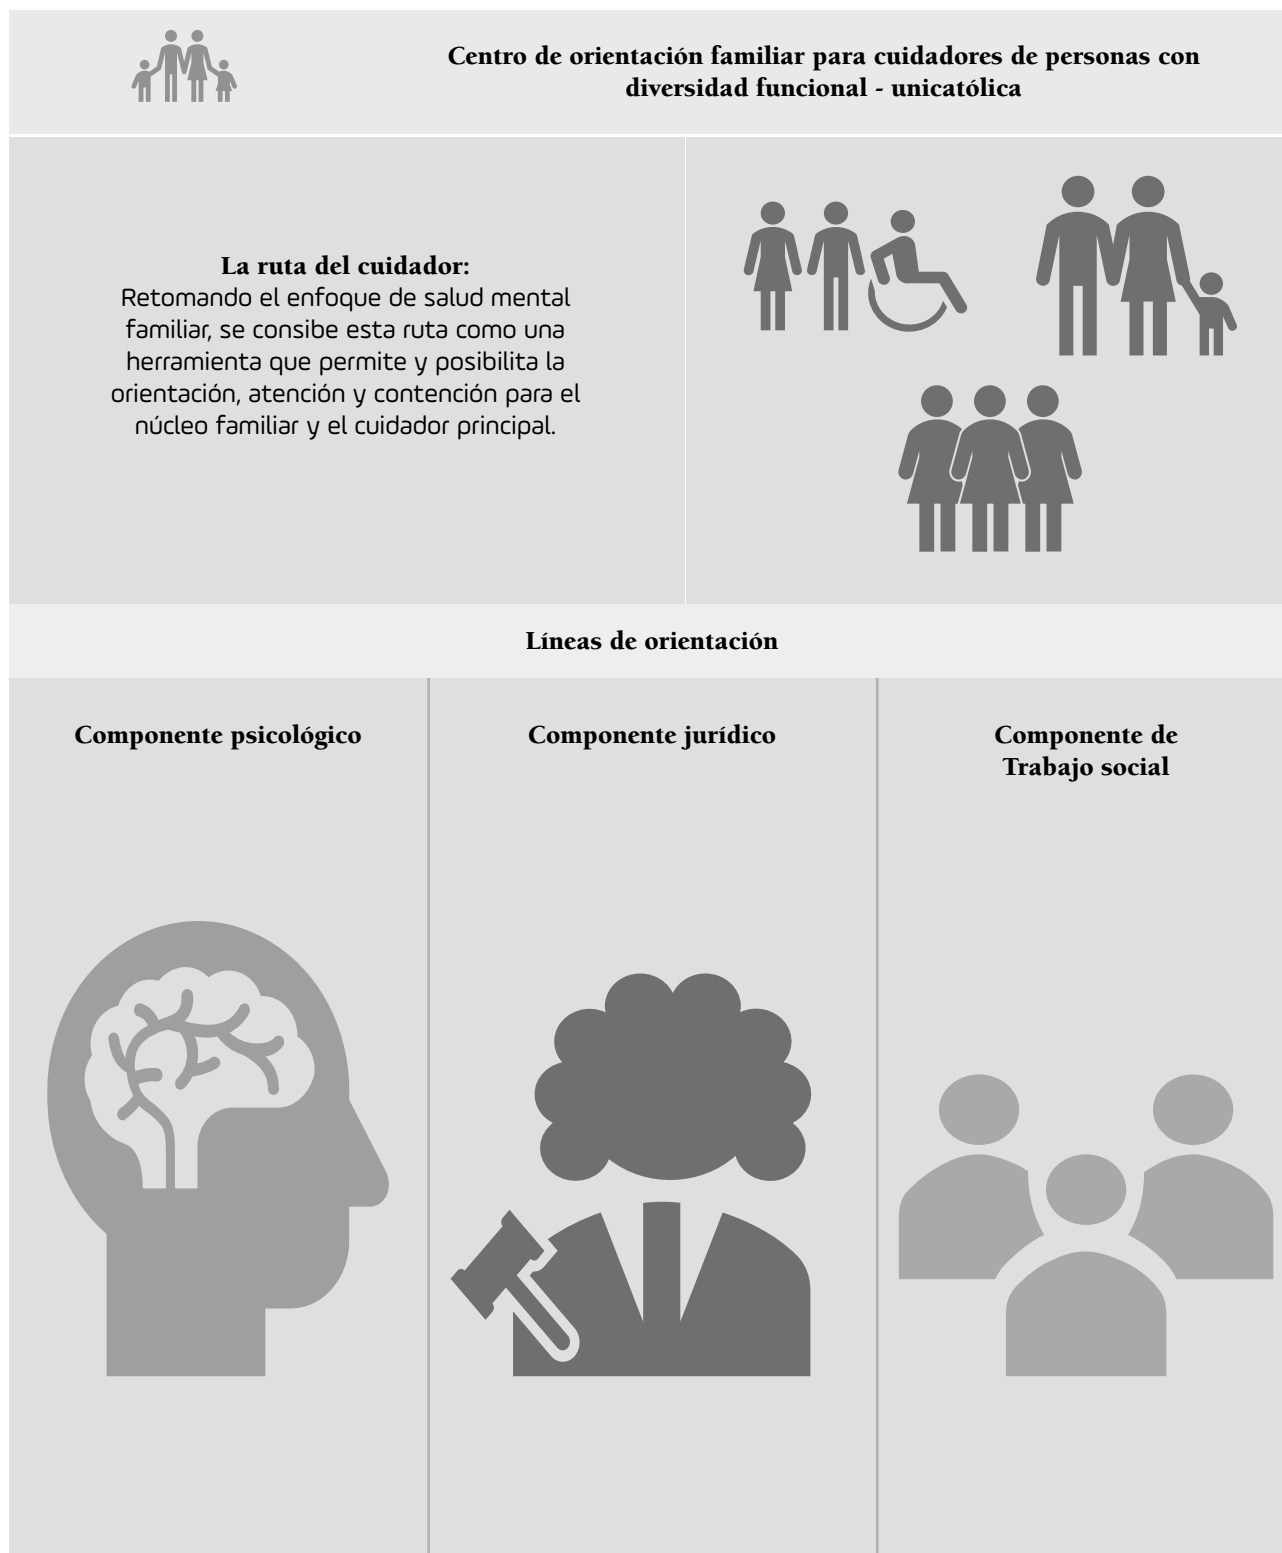 Centro de orientación familiar para cuidadores de personas con
diversidad funcional - unicatólica
La ruta del cuidador:
Retomando el enfoque de salud mental
familiar, se consibe esta ruta como una
herramienta que permite y posibilita la
orientación, atención y contención para el
núcleo familiar y el cuidador principal.
Líneas de orientación
Componente psicológico
Componente jurídico
Componente de
Trabajo social